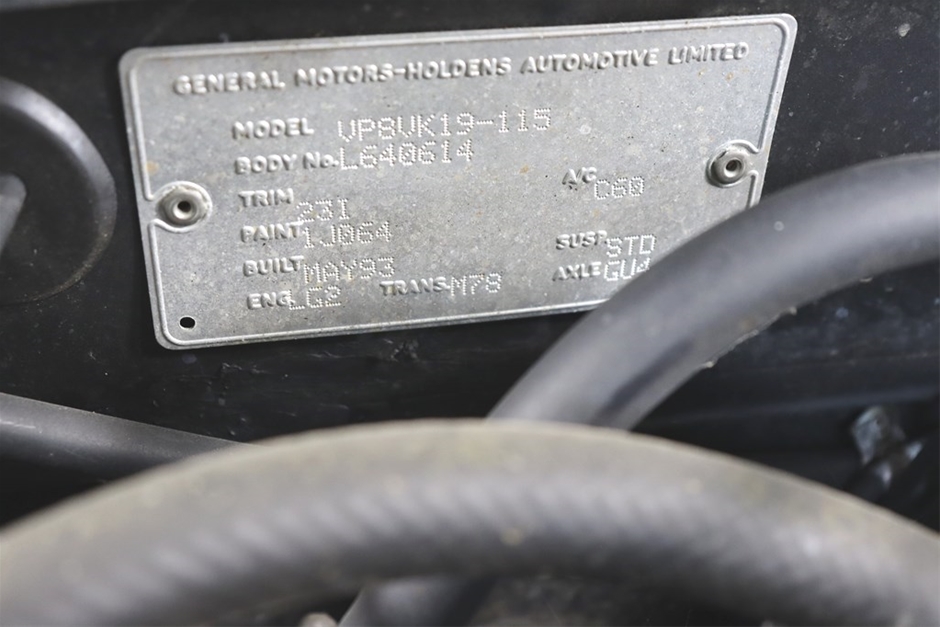 GENERAL MOTORS-HOLDENS AUTOMOTIVE LIMITED
MODEL VP8VK19-115
BODY No. L640614
TRIM 23I A/C C60
PAINT 1J064 SUSP STD
BUILT MAY93 AXLE GU4
ENG. LG2 TRANS. M78